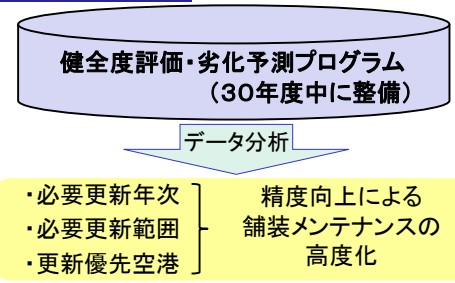 健全度評価・劣化予測プログラム
（３０年度中に整備）
データ分析
・必要更新年次
・必要更新範囲
・更新優先空港
精度向上による
舗装メンテナンスの
高度化